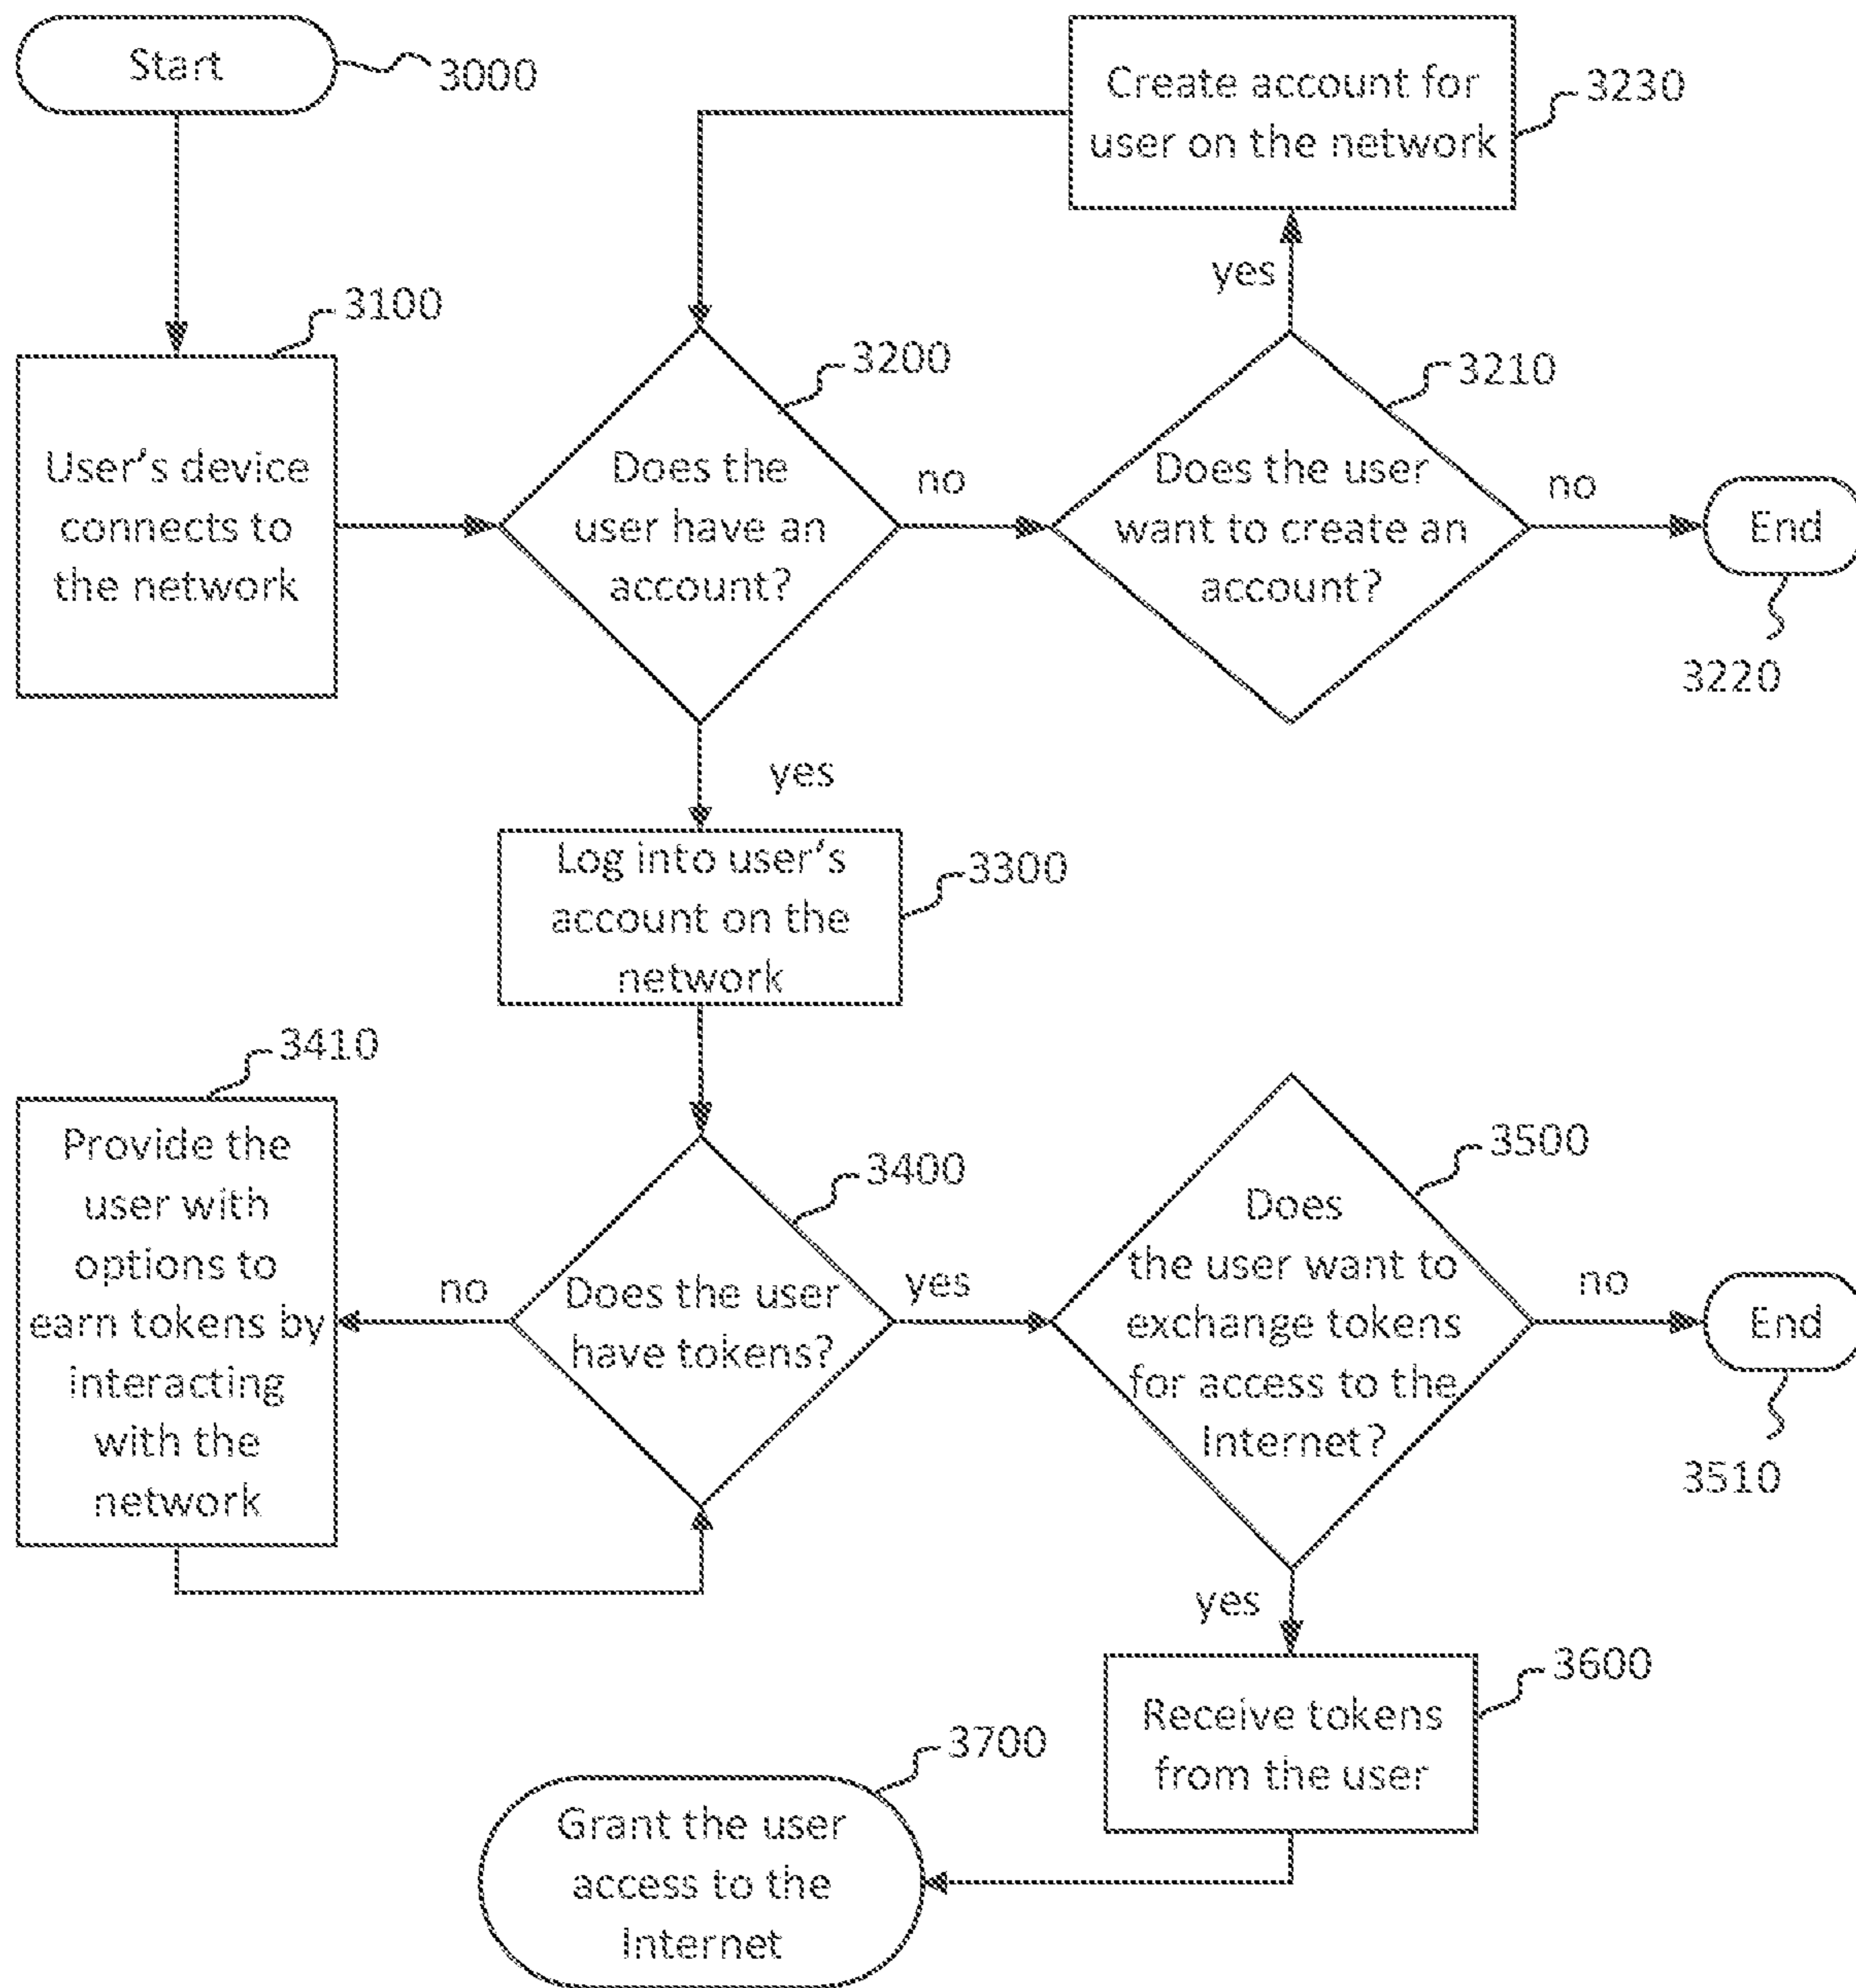 Start
3000
Create account for
user on the network
3230
yes
3100
User's device
connects to
the network
3200
Does the
user have an
account?
no
3210
Does the user
want to create an
account?
no
End
3220
yes
Log into user's
account on the
network
3300
3410
Provide the
user with
options to
earn tokens by
interacting
with the
network
no
3400
Does the user
have tokens?
yes
3500
Does
the user want to
exchange tokens
for access to the
Internet?
no
End
3510
yes
3600
Receive tokens
from the user
3700
Grant the user
access to the
Internet